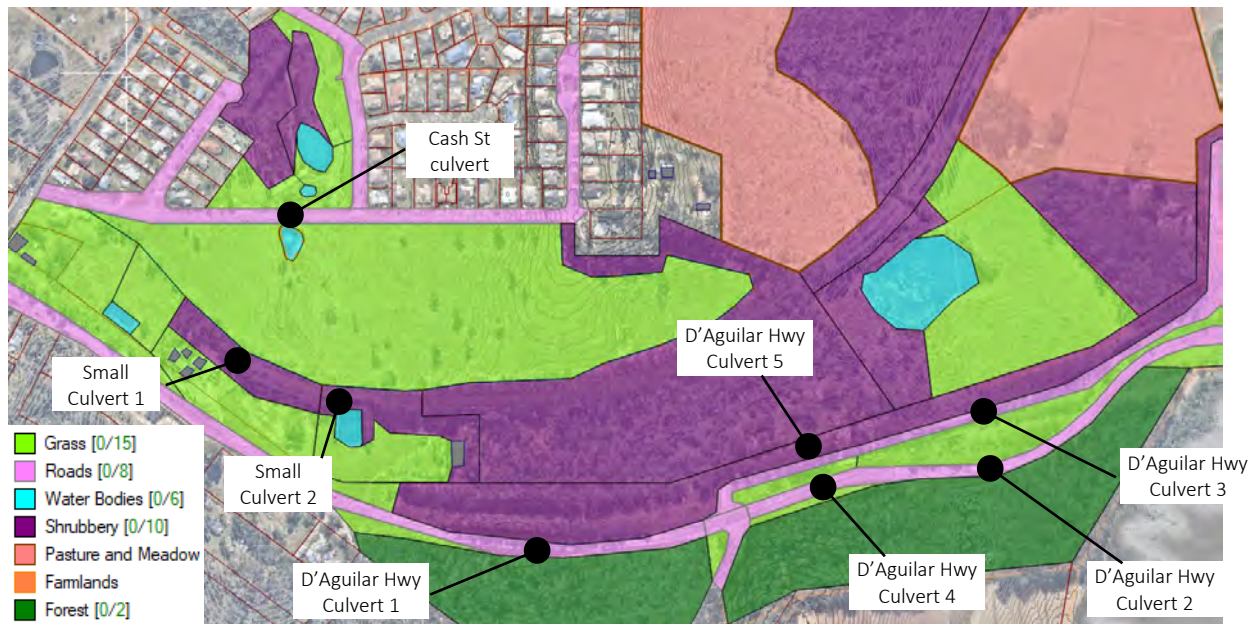 Cash St
culvert
D'Aguilar Hwy
Culvert 5
Small
Culvert 1
Grass [0/15]
Roads [0/8]
Water Bodies [0/6]
Shrubbery [0/10]
Pasture and Meadow
Farmlands
Forest [0/2]
Small
Culvert 2
D'Aguilar Hwy
Culvert 3
D'Aguilar Hwy
Culvert 1
D'Aguilar Hwy
Culvert 4
D'Aguilar Hwy
Culvert 2